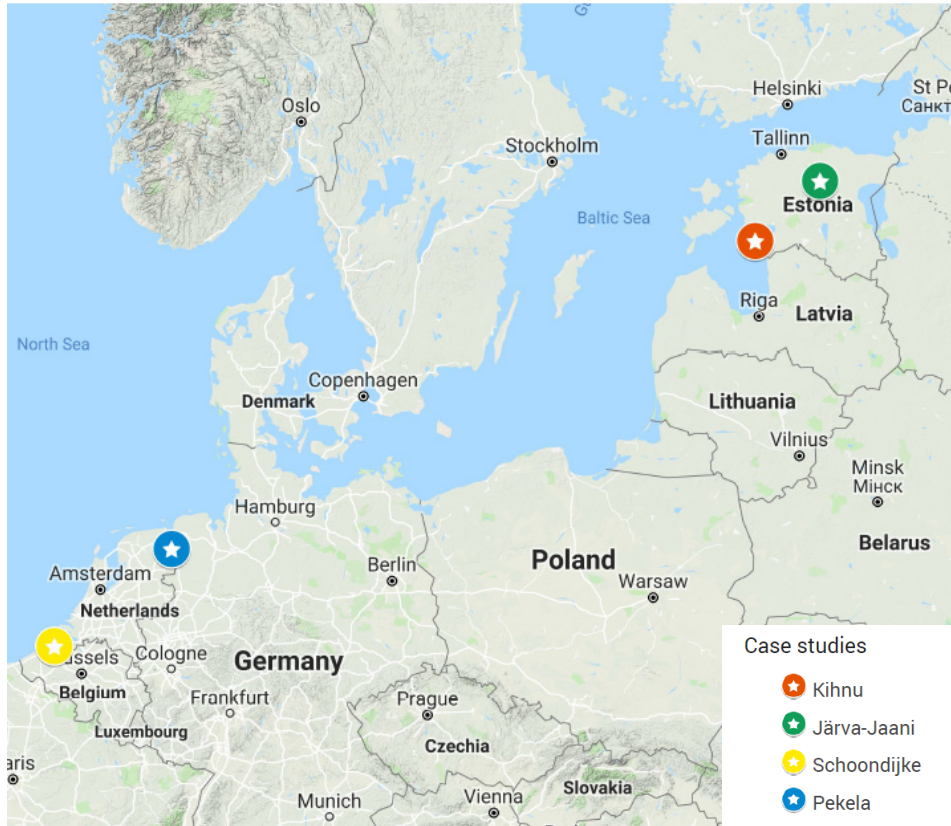 Helsinki
St P
Санкт
Oslo
Tallinn
Stockholm
Estonia
Baltic Sea
Riga
Latvia
North Sea
Copenhagen
Denmark
Lithuania
Vilnius
Minsk
Мінск
Hamburg
Belarus
Poland
Berlin
Amsterdam
Warsaw
Netherlands
ussels
Cologne
Germany
Belgium
Frankfurt
Prague
Luxembourg
Czechia
aris
Slovakia
Munich
Vienna
Case studies
Kihnu
Järva-Jaani
Schoondijke
Pekela